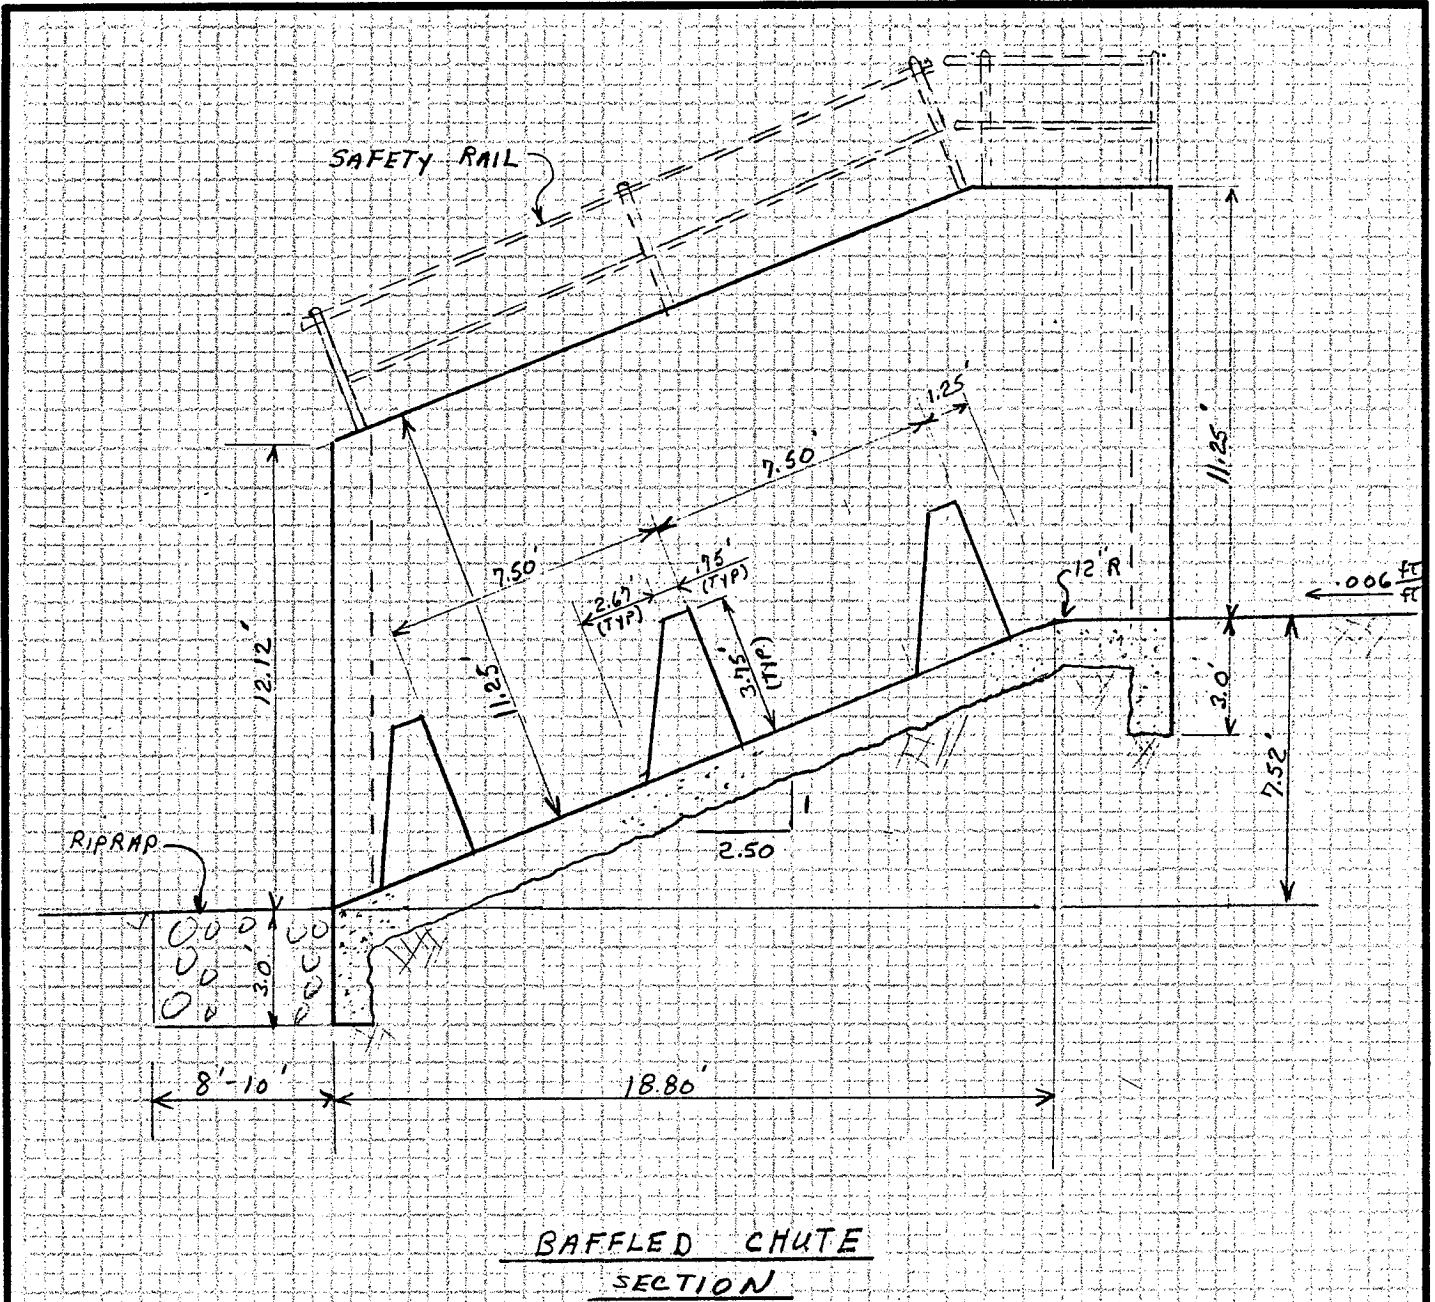 SAFETY RAIL
1.25'
7.50'
11.25'
7.50'
.75'
(TYP)
2.67'
(TYP)
12"R
.006 ft
ft
12.12'
11.25'
3.75'
(TYP)
3.0'
7.52'
1
2.50
RIPRAP
3.0'
8'-10'
18.80'
BAFFLED CHUTE
SECTION